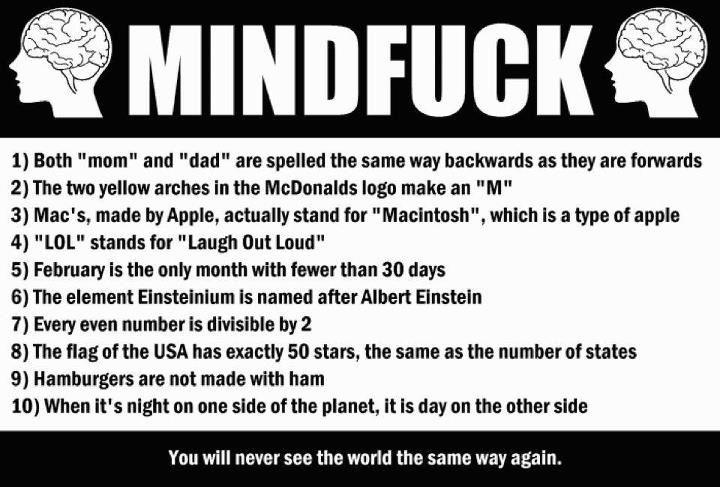 MINDFUCK
1) Both "mom" and "dad" are spelled the same way backwards as they are forwards
2) The two yellow arches in the McDonalds logo make an "M"
3) Mac's, made by Apple, actually stand for "Macintosh", which is a type of apple
4) "LOL" stands for "Laugh Out Loud"
5) February is the only month with fewer than 30 days
6) The element Einsteinium is named after Albert Einstein
7) Every even number is divisible by 2
8) The flag of the USA has exactly 50 stars, the same as the number of states
9) Hamburgers are not made with ham
10) When it's night on one side of the planet, it is day on the other side
You will never see the world the same way again.